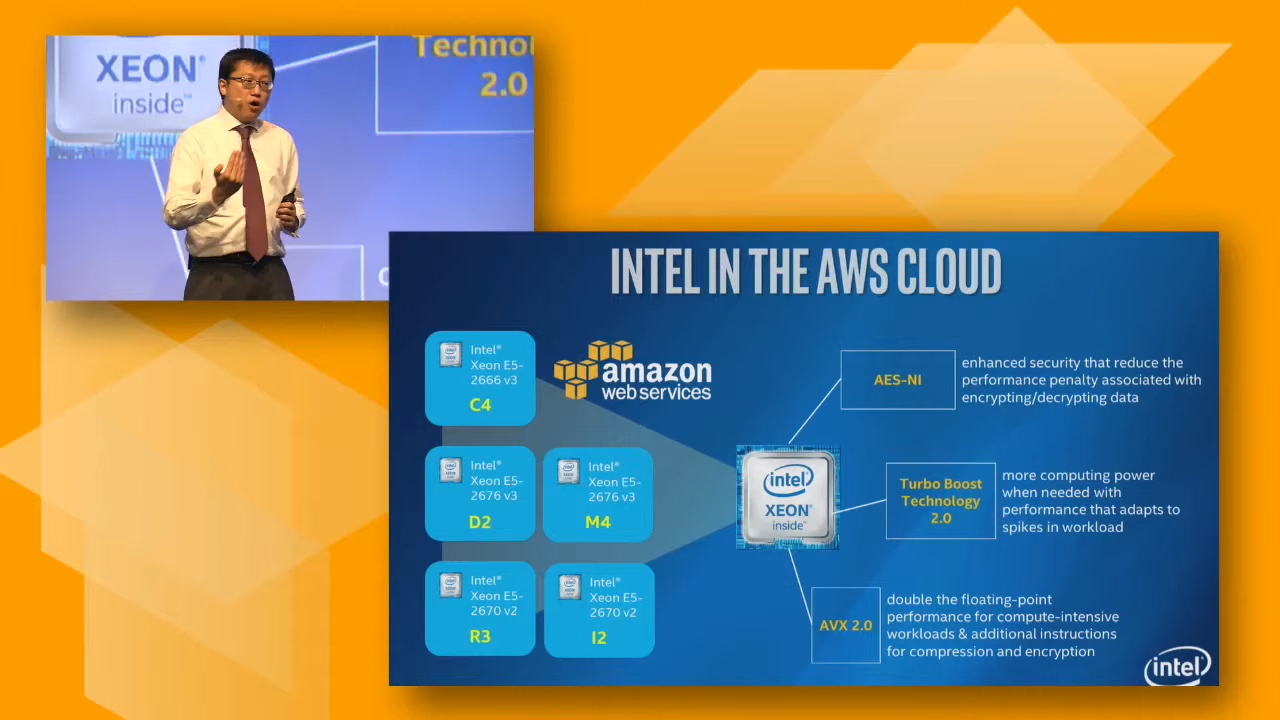 XEON®
inside™
Technol
2.0
INTEL IN THE AWS CLOUD
Intel®
Xeon E5-
2666 v3
C4
amazon
web services
Intel®
Xeon E5-
2676 v3
D2
Intel®
Xeon E5-
2676 v3
M4
Intel®
Xeon E5-
2670 v2
R3
Intel®
Xeon E5-
2670 v2
I2
intel
XEON®
inside™
AES-NI
enhanced security that reduce the
performance penalty associated with
encrypting/decrypting data
Turbo Boost
Technology
2.0
more computing power
when needed with
performance that adapts to
spikes in workload
AVX 2.0
double the floating-point
performance for compute-intensive
workloads & additional instructions
for compression and encryption
intel